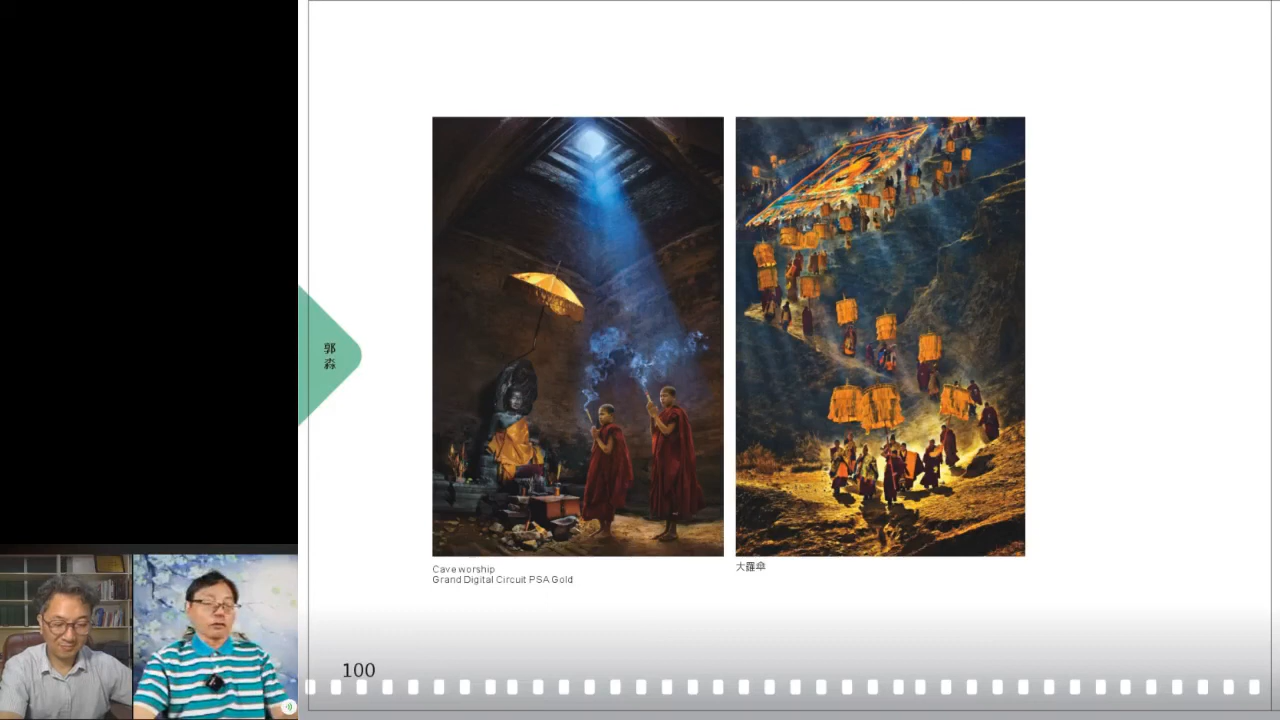 郭
淼
Cave worship
Grand Digital Circuit PSA Gold
大羅傘
100